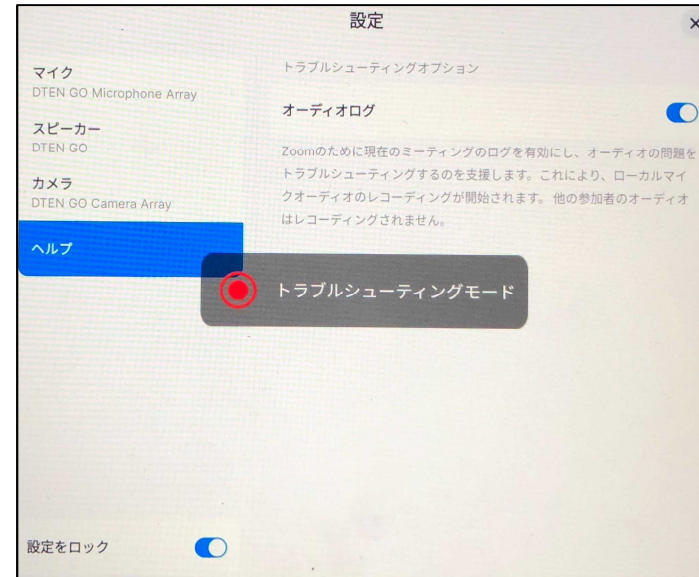 設定
×
マイク
DTEN GO Microphone Array
スピーカー
DTEN GO
カメラ
DTEN GO Camera Array
ヘルプ
トラブルシューティングオプション
オーディオログ
Zoomのために現在のミーティングのログを有効にし、オーディオの問題を
トラブルシューティングするのを支援します。これにより、ローカルマイ
クオーディオのレコーディングが開始されます。他の参加者のオーディオ
はレコーディングされません。
トラブルシューティングモード
設定をロック